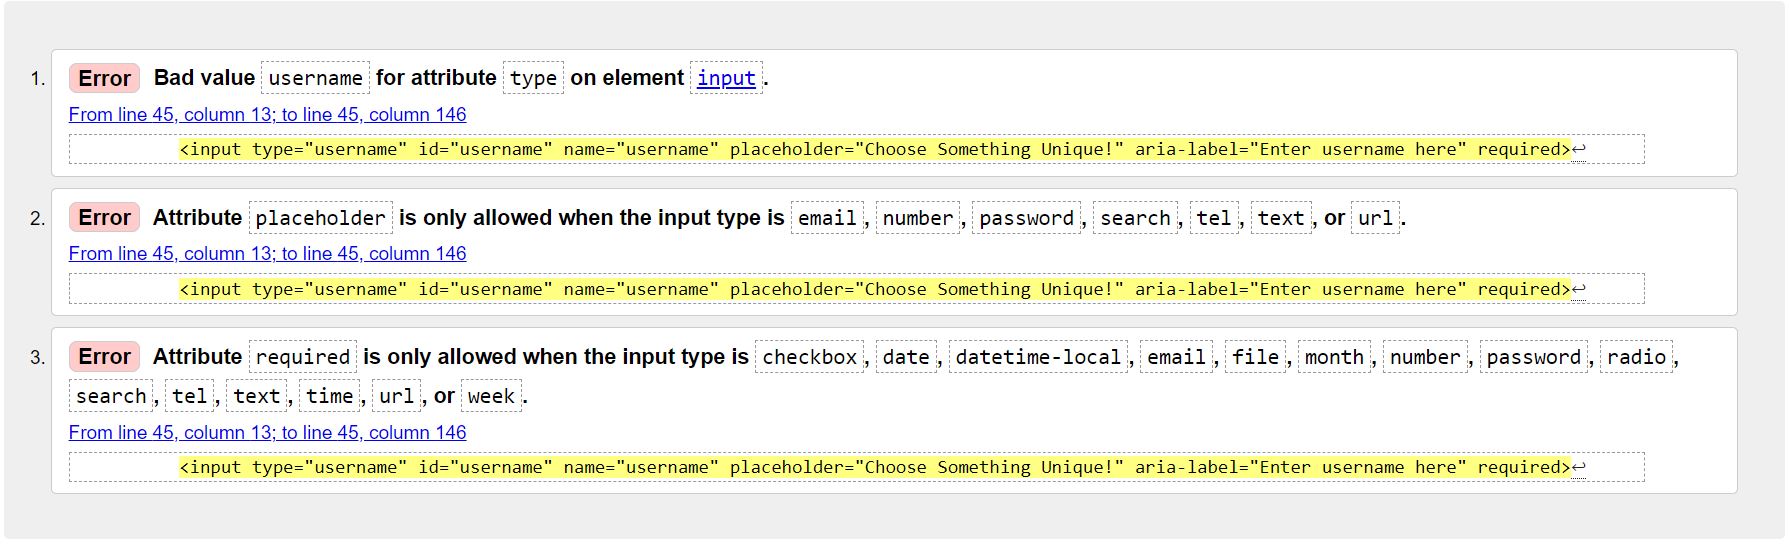 1. Error Bad value username for attribute type on element input.
From line 45, column 13; to line 45, column 146
<input type="username" id="username" name="username" placeholder="Choose Something Unique!" aria-label="Enter username here" required>↩
2. Error Attribute placeholder is only allowed when the input type is email, number, password, search, tel, text, or url.
From line 45, column 13; to line 45, column 146
<input type="username" id="username" name="username" placeholder="Choose Something Unique!" aria-label="Enter username here" required>↩
3. Error Attribute required is only allowed when the input type is checkbox, date, datetime-local, email, file, month, number, password, radio,
search, tel, text, time, url, or week.
From line 45, column 13; to line 45, column 146
<input type="username" id="username" name="username" placeholder="Choose Something Unique!" aria-label="Enter username here" required>↩